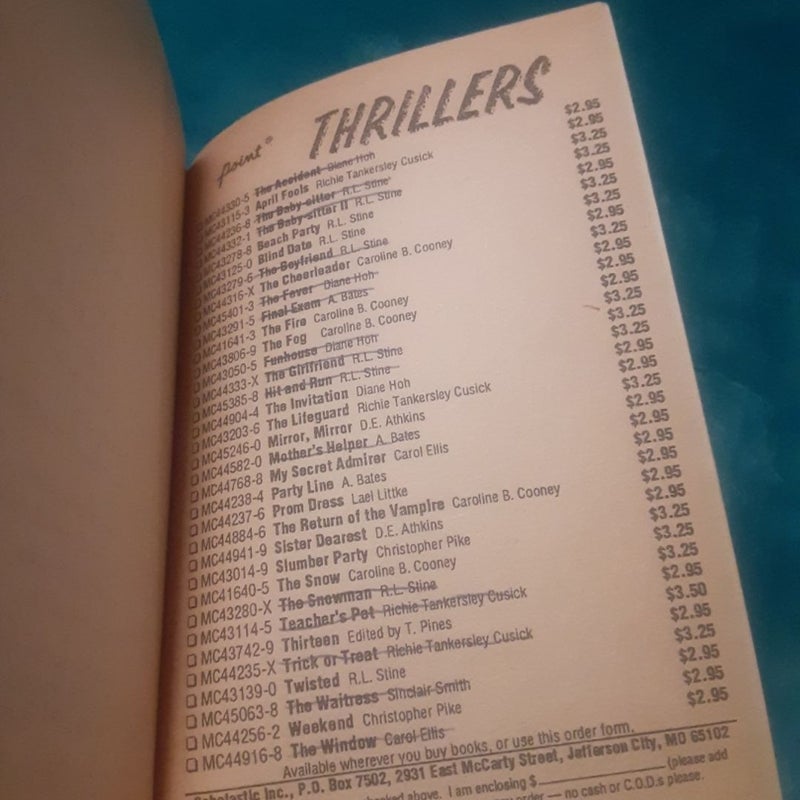 point® THRILLERS
MC44330-5 The Accident Diane Hoh $2.95
MC43115-3 April Fools Richie Tankersley Cusick $2.95
MC44236-8 The Baby-sitter R.L. Stine $3.25
MC44332-1 The Baby-sitter II R.L. Stine $3.25
MC43278-8 Beach Party R.L. Stine $2.95
MC43125-0 Blind Date R.L. Stine $3.25
MC43279-6 The Boyfriend R.L. Stine $2.95
MC44316-X The Cheerleader Caroline B. Cooney $3.25
MC45401-3 The Fever Diane Hoh $2.95
MC43291-5 Final Exam A. Bates $2.95
MC41641-3 The Fire Caroline B. Cooney
MC43806-9 The Fog Caroline B. Cooney $3.25
MC43050-5 Funhouse Diane Hoh $3.25
MC44333-X The Girlfriend R.L. Stine
MC45385-8 Hit and Run R.L. Stine
MC44904-4 The Invitation Diane Hoh $2.95
MC43203-6 The Lifeguard Richie Tankersley Cusick
MC45246-0 Mirror, Mirror D.E. Athkins
MC44582-0 Mother's Helper A. Bates $2.95
MC44768-8 My Secret Admirer Carol Ellis $2.95
MC44238-4 Party Line A. Bates $2.95
MC44237-6 Prom Dress Lael Littke $2.95
MC44884-6 The Return of the Vampire Caroline B. Cooney $2.95
MC44941-9 Sister Dearest D.E. Athkins $2.95
MC43014-9 Slumber Party Christopher Pike $3.25
MC41640-5 The Snow Caroline B. Cooney $3.25
MC43280-X The Snowman R.L. Stine $3.25
MC43114-5 Teacher's Pet Richie Tankersley Cusick $2.95
MC43742-9 Thirteen Edited by T. Pines $3.50
MC44235-X Trick or Treat Richie Tankersley Cusick $2.95
MC43139-0 Twisted R.L. Stine $3.25
MC45063-8 The Waitress Sinclair Smith $2.95
MC44256-2 Weekend Christopher Pike $2.95
MC44916-8 The Window Carol Ellis $2.95
Available wherever you buy books, or use this order form.
Scholastic Inc., P.O. Box 7502, 2931 East McCarty Street, Jefferson City, MO 65102
above. I am enclosing $ (please add
order — no cash or C.O.D.s please.